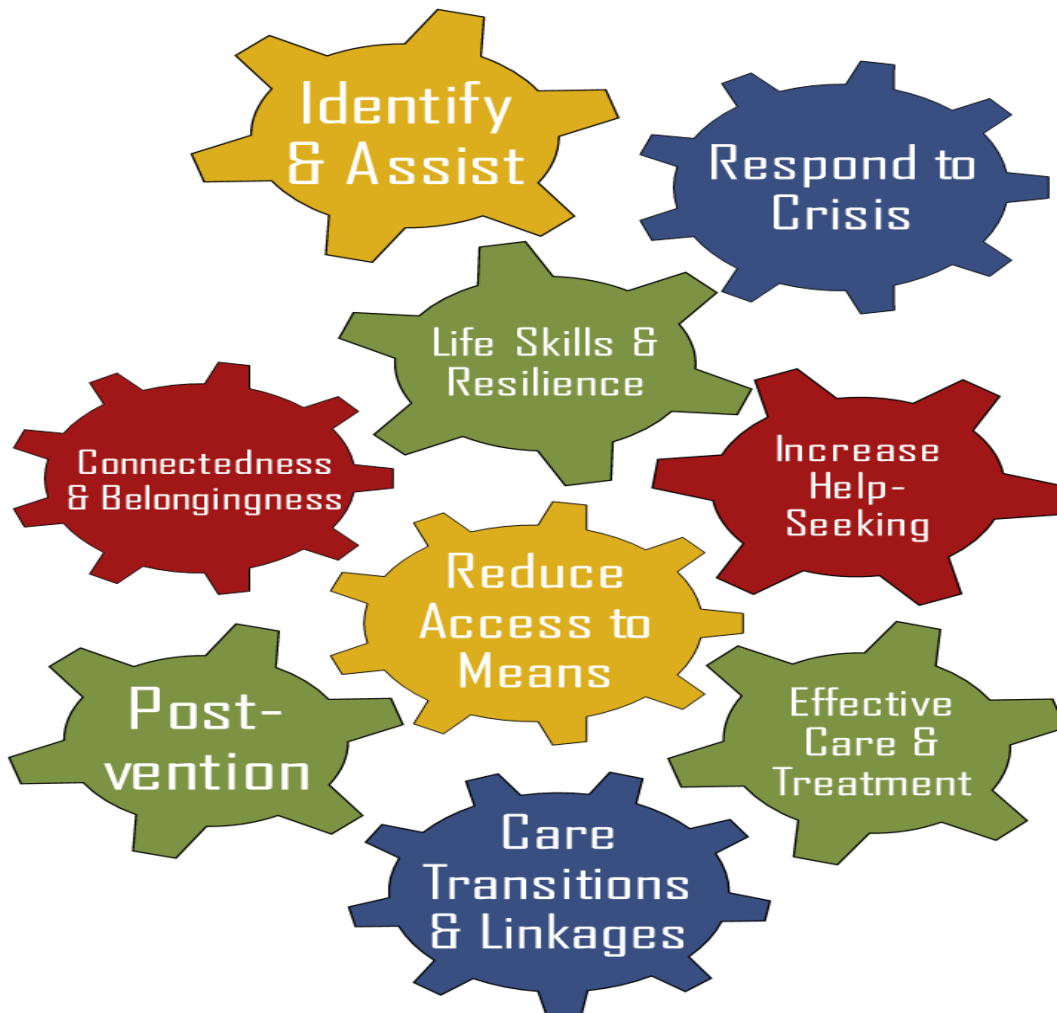 Identify
& Assist
Respond to
Crisis
Life Skills &
Resilience
Connectedness
& Belongingness
Increase
Help-
Seeking
Reduce
Access to
Means
Post-
vention
Effective
Care &
Treatment
Care
Transitions
& Linkages